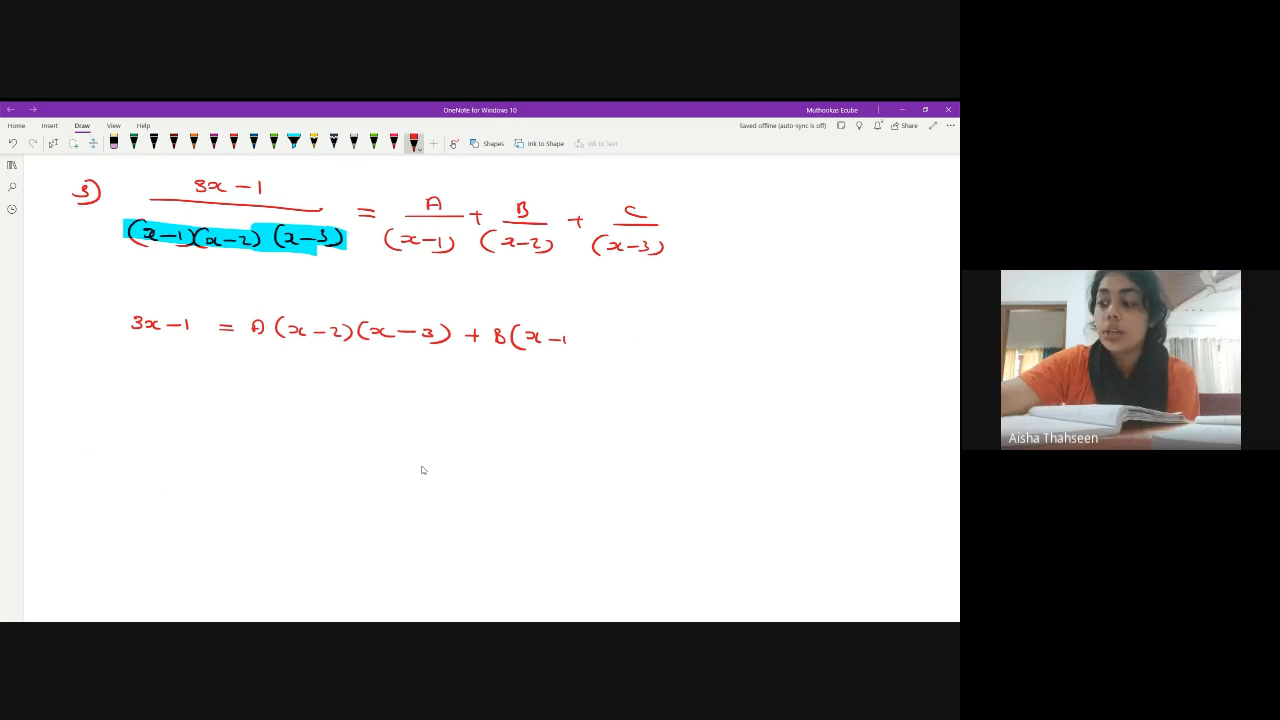 OneNote for Windows 10
Muthookas Ecube
Home Insert Draw View Help
Saved offline (auto-sync is off) Share
Shapes Ink to Shape Ink to Text
3) 3x-1
(x-1)(x-2) (x-3) = A/(x-1) + B/(x-2) + C/(x-3)
3x-1 = A(x-2)(x-3) + B(x-1
Aisha Thahseen